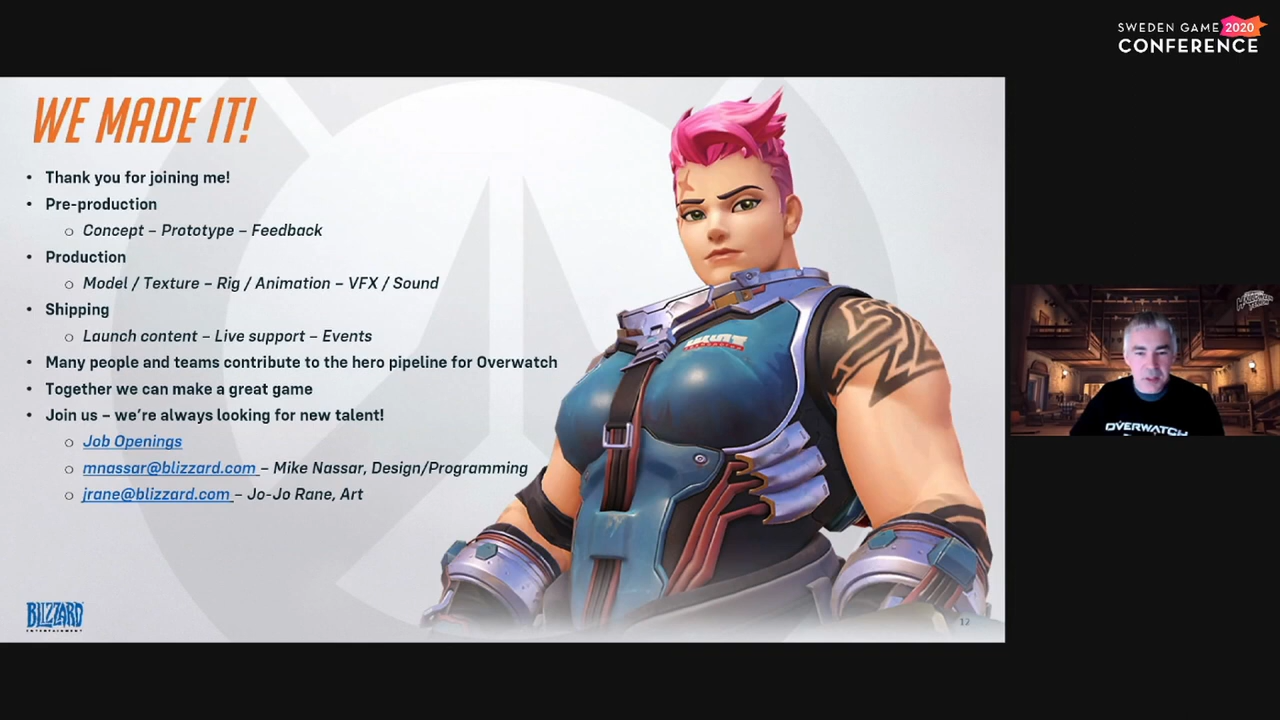 SWEDEN GAME 2020
CONFERENCE
WE MADE IT!
• Thank you for joining me!
• Pre-production
○ Concept – Prototype – Feedback
• Production
○ Model / Texture – Rig / Animation – VFX / Sound
• Shipping
○ Launch content – Live support – Events
• Many people and teams contribute to the hero pipeline for Overwatch
• Together we can make a great game
• Join us – we're always looking for new talent!
○ Job Openings
○ mnassar@blizzard.com – Mike Nassar, Design/Programming
○ jrane@blizzard.com – Jo-Jo Rane, Art
OVERWATCH
BLIZZARD
ENTERTAINMENT
12